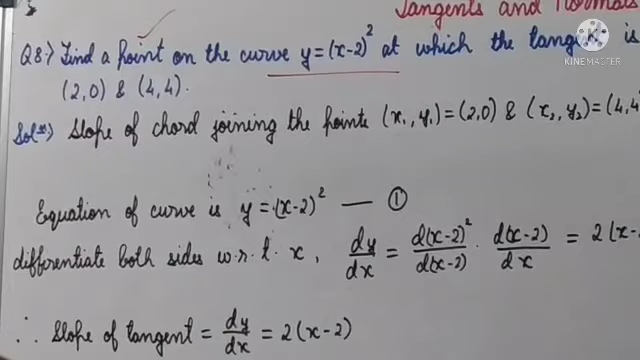 Tangents and Normals
Q8.> Find a point on the curve y=(x-2)² at which the tangent is
(2,0) & (4,4).
Solⁿ> Slope of chord joining the points (x₁,y₁)=(2,0) & (x₂,y₂)=(4,4
Equation of curve is y=(x-2)² — ①
differentiate both sides w.r.t. x, dy/dx = d(x-2)²/d(x-2) . d(x-2)/dx = 2(x-
∴ Slope of tangent = dy/dx = 2(x-2)
KINEMASTER